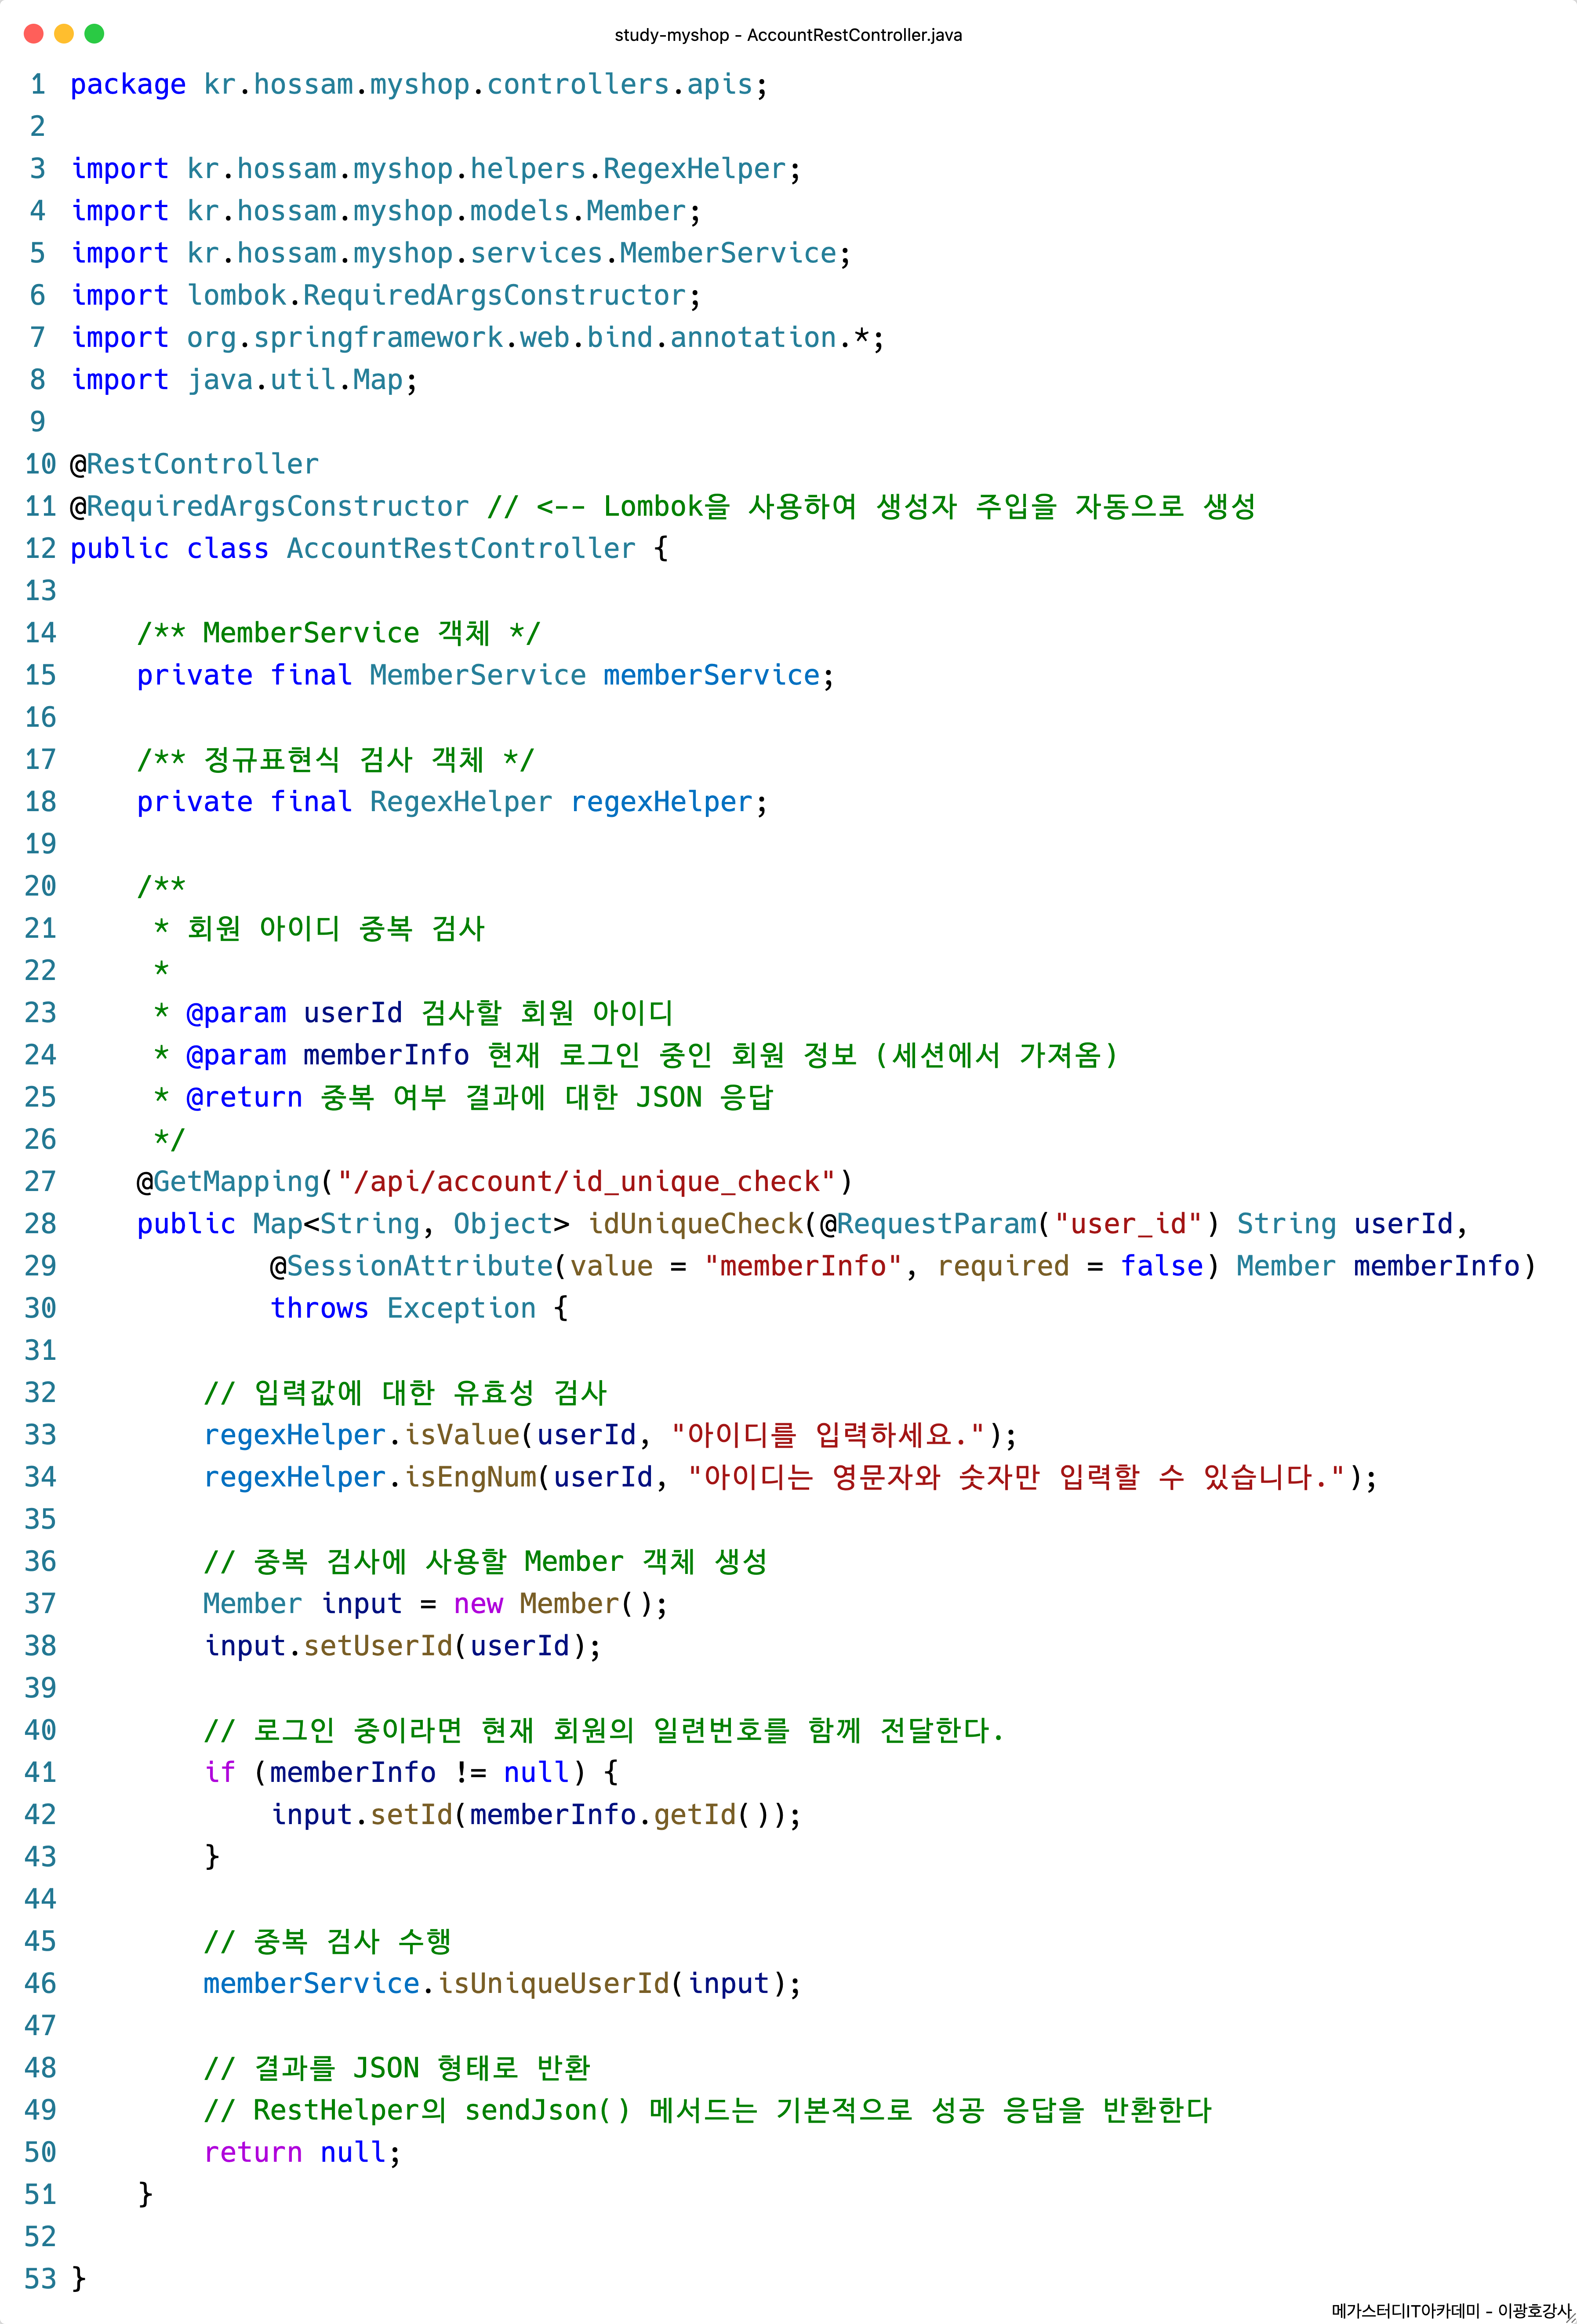 study-myshop - AccountRestController.java
1 package kr.hossam.myshop.controllers.apis;
2
3 import kr.hossam.myshop.helpers.RegexHelper;
4 import kr.hossam.myshop.models.Member;
5 import kr.hossam.myshop.services.MemberService;
6 import lombok.RequiredArgsConstructor;
7 import org.springframework.web.bind.annotation.*;
8 import java.util.Map;
9
10 @RestController
11 @RequiredArgsConstructor // <-- Lombok을 사용하여 생성자 주입을 자동으로 생성
12 public class AccountRestController {
13
14     /** MemberService 객체 */
15     private final MemberService memberService;
16
17     /** 정규표현식 검사 객체 */
18     private final RegexHelper regexHelper;
19
20     /**
21      * 회원 아이디 중복 검사
22      *
23      * @param userId 검사할 회원 아이디
24      * @param memberInfo 현재 로그인 중인 회원 정보 (세션에서 가져옴)
25      * @return 중복 여부 결과에 대한 JSON 응답
26      */
27     @GetMapping("/api/account/id_unique_check")
28     public Map<String, Object> idUniqueCheck(@RequestParam("user_id") String userId,
29             @SessionAttribute(value = "memberInfo", required = false) Member memberInfo)
30             throws Exception {
31
32         // 입력값에 대한 유효성 검사
33         regexHelper.isValue(userId, "아이디를 입력하세요.");
34         regexHelper.isEngNum(userId, "아이디는 영문자와 숫자만 입력할 수 있습니다.");
35
36         // 중복 검사에 사용할 Member 객체 생성
37         Member input = new Member();
38         input.setUserId(userId);
39
40         // 로그인 중이라면 현재 회원의 일련번호를 함께 전달한다.
41         if (memberInfo != null) {
42             input.setId(memberInfo.getId());
43         }
44
45         // 중복 검사 수행
46         memberService.isUniqueUserId(input);
47
48         // 결과를 JSON 형태로 반환
49         // RestHelper의 sendJson() 메서드는 기본적으로 성공 응답을 반환한다
50         return null;
51     }
52
53 }
메가스터디IT아카데미 - 이광호강사